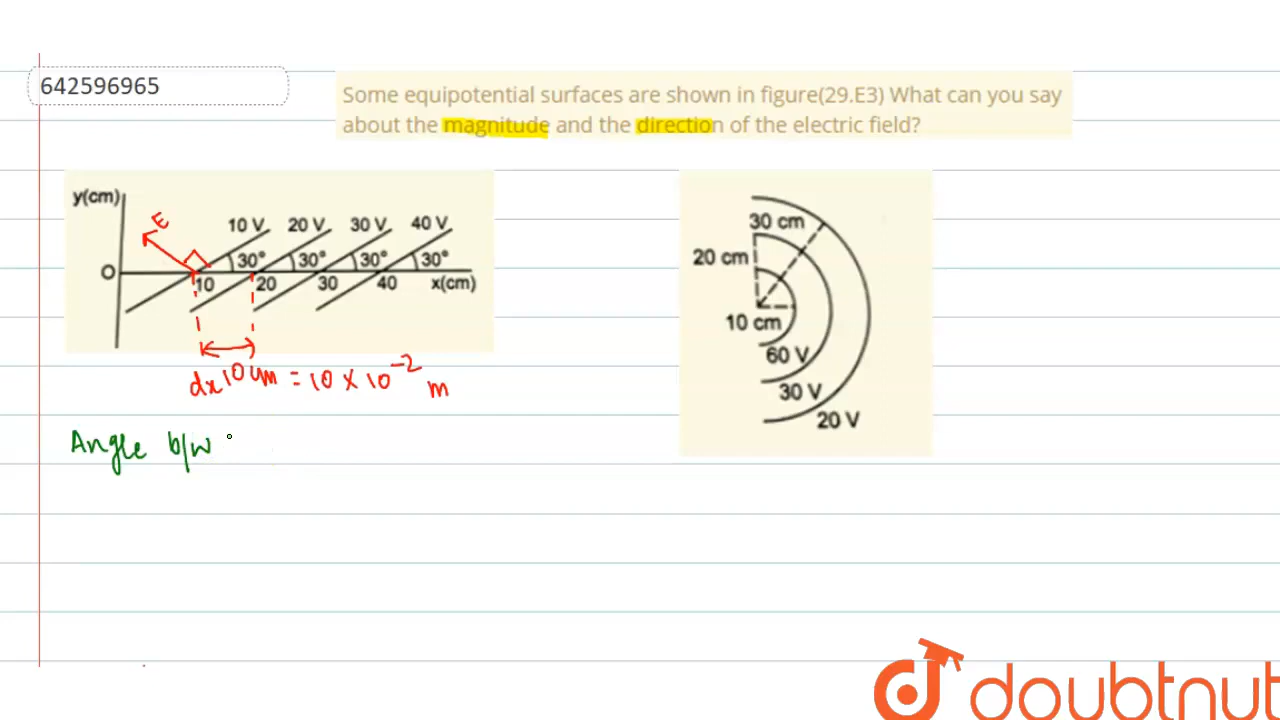 642596965
Some equipotential surfaces are shown in figure(29.E3) What can you say
about the magnitude and the direction of the electric field?
y(cm)
E
10 V 20 V 30 V 40 V
30° 30° 30° 30°
O
10 20 30 40 x(cm)
dx 10 cm = 10 × 10⁻² m
Angle b/w
30 cm
20 cm
10 cm
60 V
30 V
20 V
doubtnut